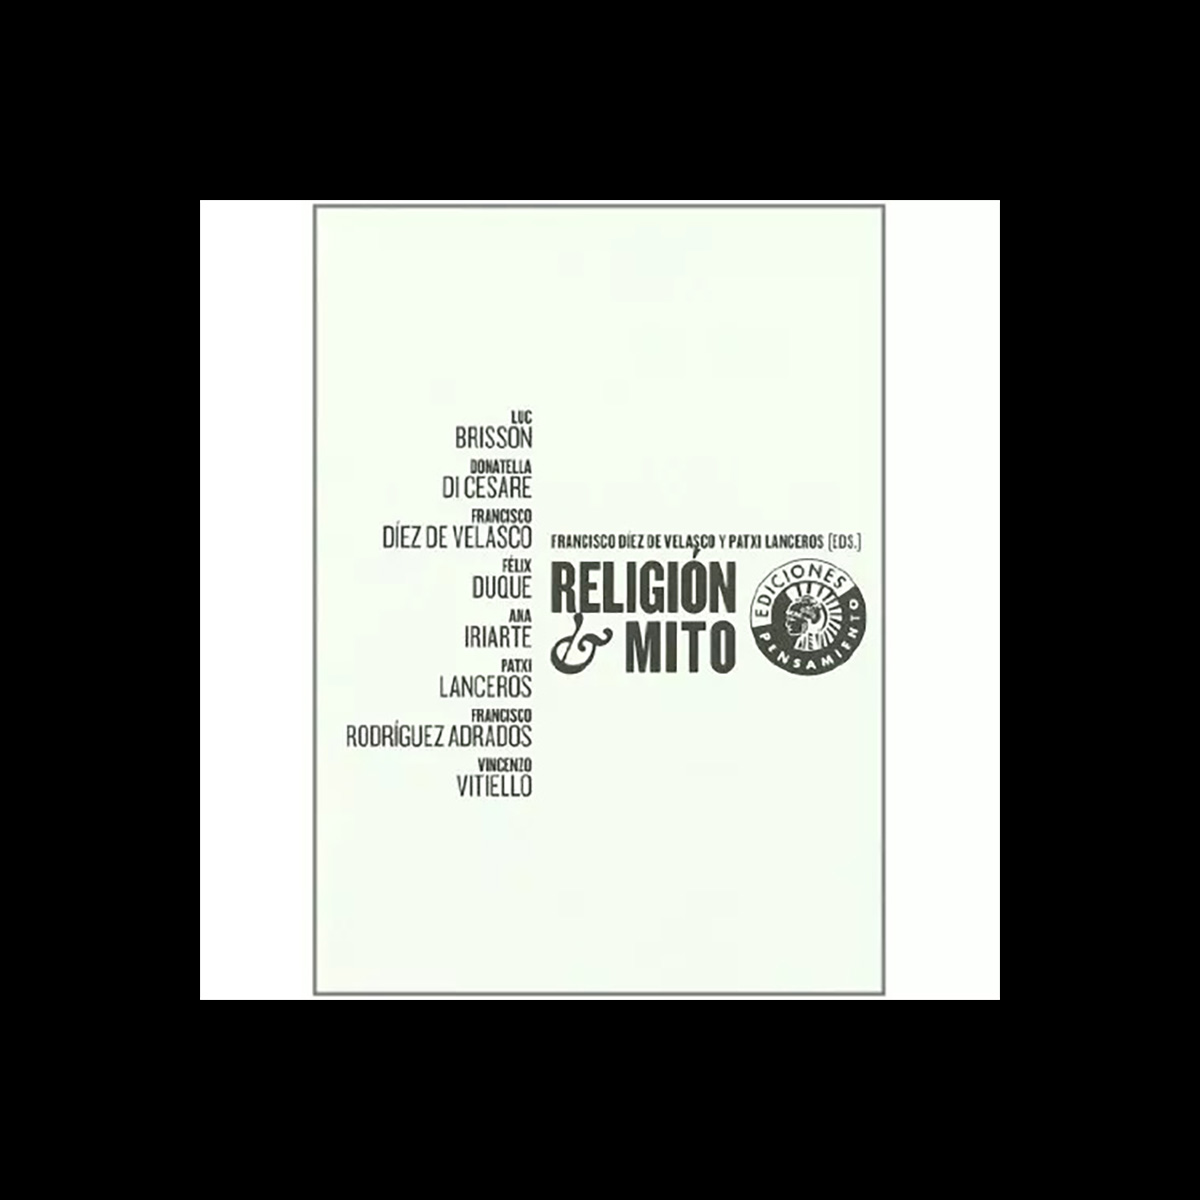 LUC
BRISSON
DONATELLA
DI CESARE
FRANCISCO
DÍEZ DE VELASCO
FÉLIX
DUQUE
ANA
IRIARTE
PATXI
LANCEROS
FRANCISCO
RODRÍGUEZ ADRADOS
VINCENZO
VITIELLO
FRANCISCO DÍEZ DE VELASCO Y PATXI LANCEROS (EDS.)
RELIGIÓN
& MITO
EDICIONES
PENSAMIENTO